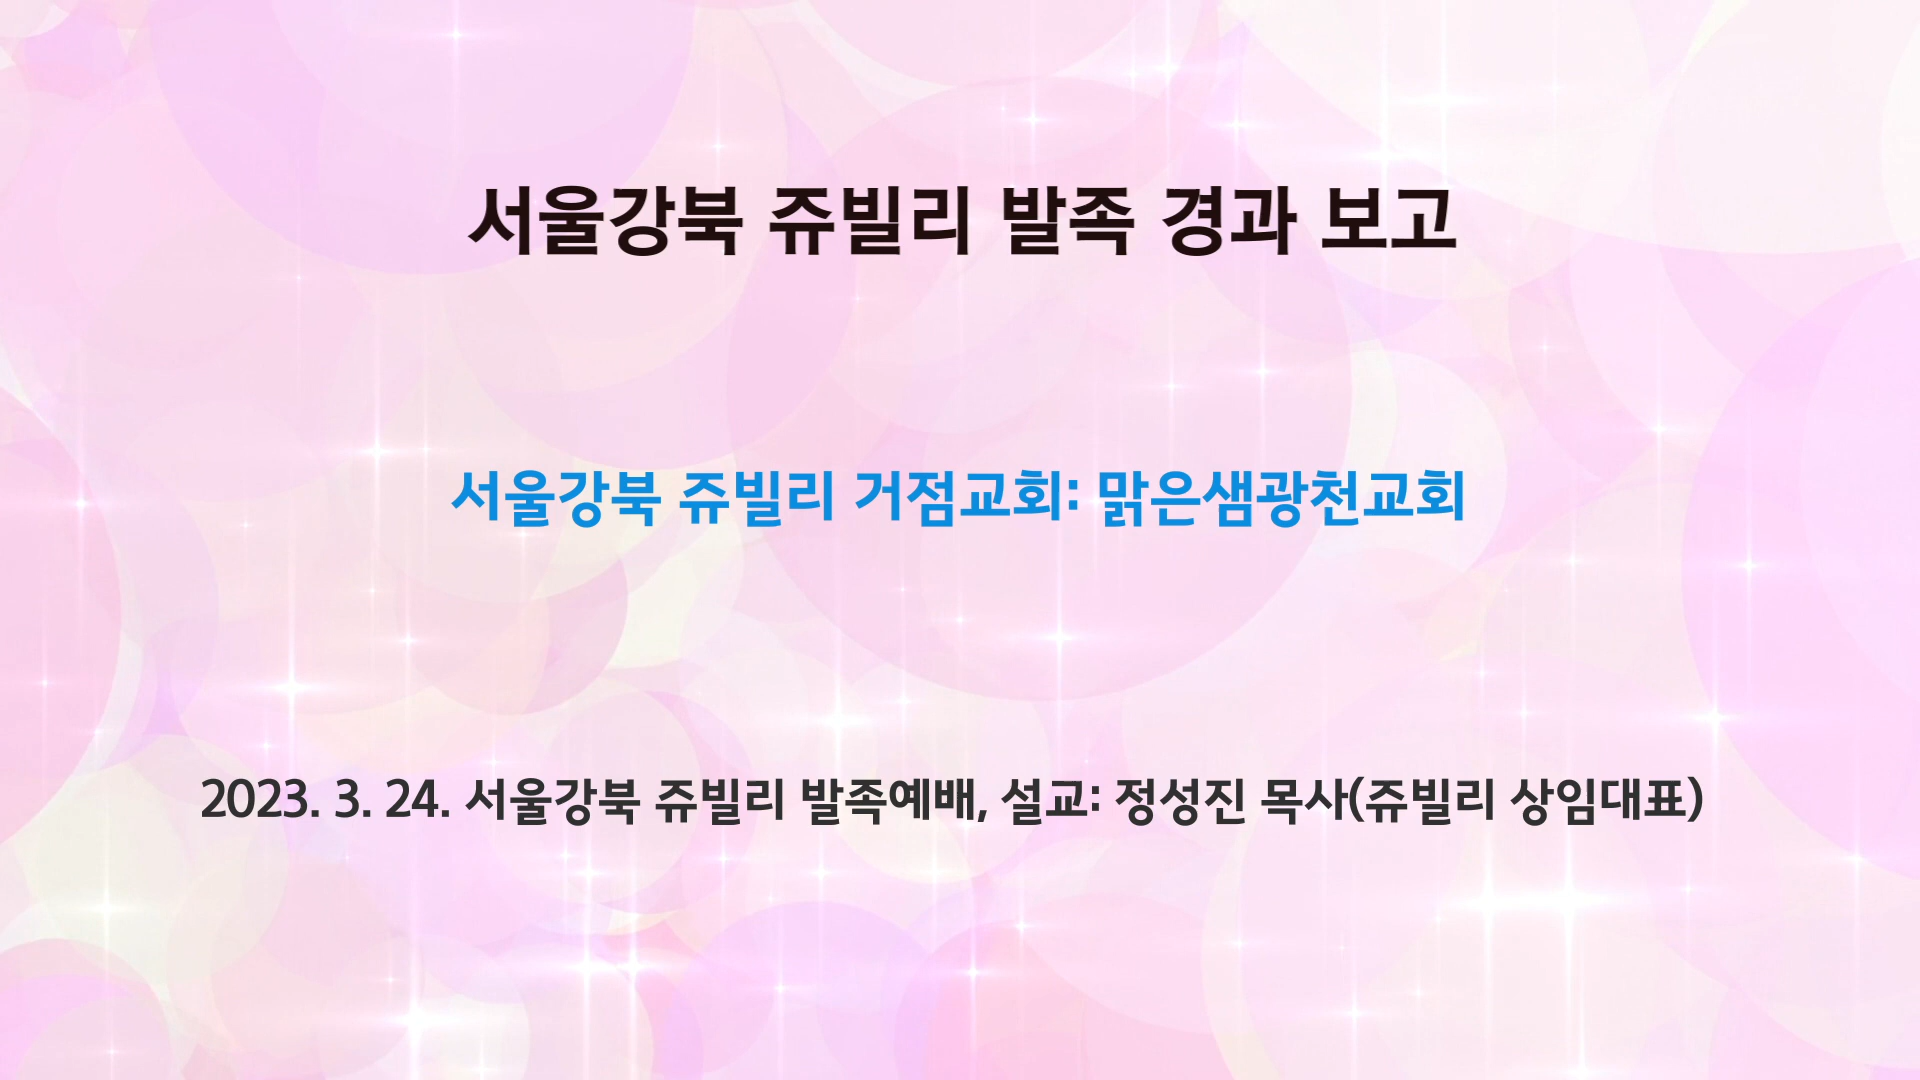 서울강북 쥬빌리 발족 경과 보고
서울강북 쥬빌리 거점교회: 맑은샘광천교회
2023. 3. 24. 서울강북 쥬빌리 발족예배, 설교: 정성진 목사(쥬빌리 상임대표)